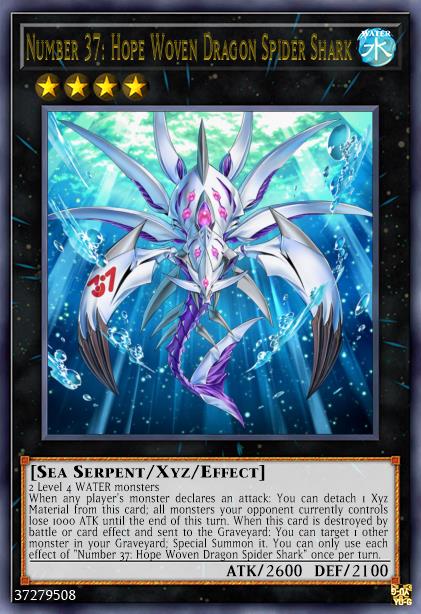 Number 37: Hope Woven Dragon Spider Shark
WATER
水
37
[Sea Serpent/Xyz/Effect]
2 Level 4 WATER monsters
When any player's monster declares an attack: You can detach 1 Xyz
Material from this card; all monsters your opponent currently controls
lose 1000 ATK until the end of this turn. When this card is destroyed by
battle or card effect and sent to the Graveyard: You can target 1 other
monster in your Graveyard; Special Summon it. You can only use each
effect of "Number 37: Hope Woven Dragon Spider Shark" once per turn.
ATK/2600 DEF/2100
37279508